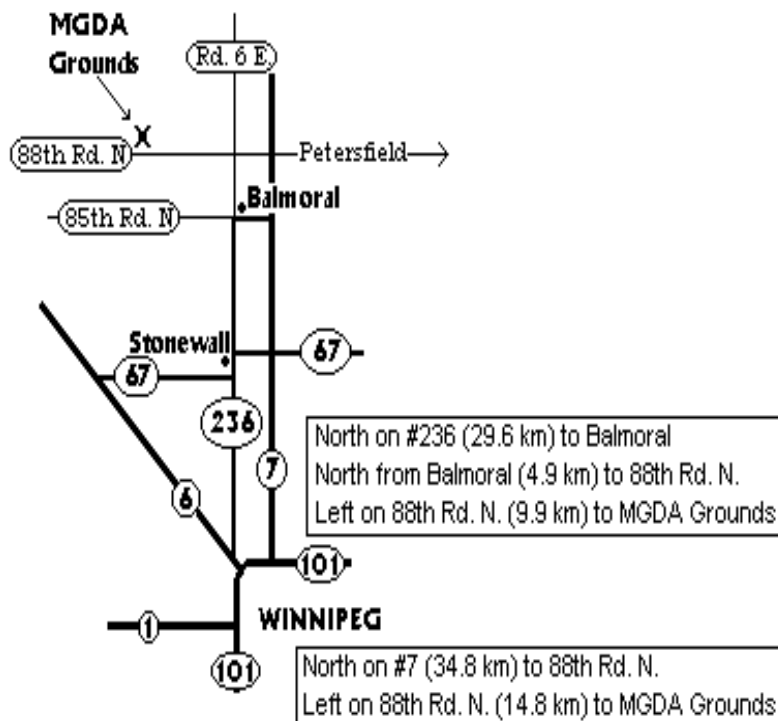 MGDA
Grounds
Rd. 6 E
X
88th Rd. N
Petersfield
Balmoral
85th Rd. N
Stonewall
67
67
236
7
6
North on #236 (29.6 km) to Balmoral
North from Balmoral (4.9 km) to 88th Rd. N.
Left on 88th Rd. N. (9.9 km) to MGDA Grounds
101
1
WINNIPEG
101
North on #7 (34.8 km) to 88th Rd. N.
Left on 88th Rd. N. (14.8 km) to MGDA Grounds